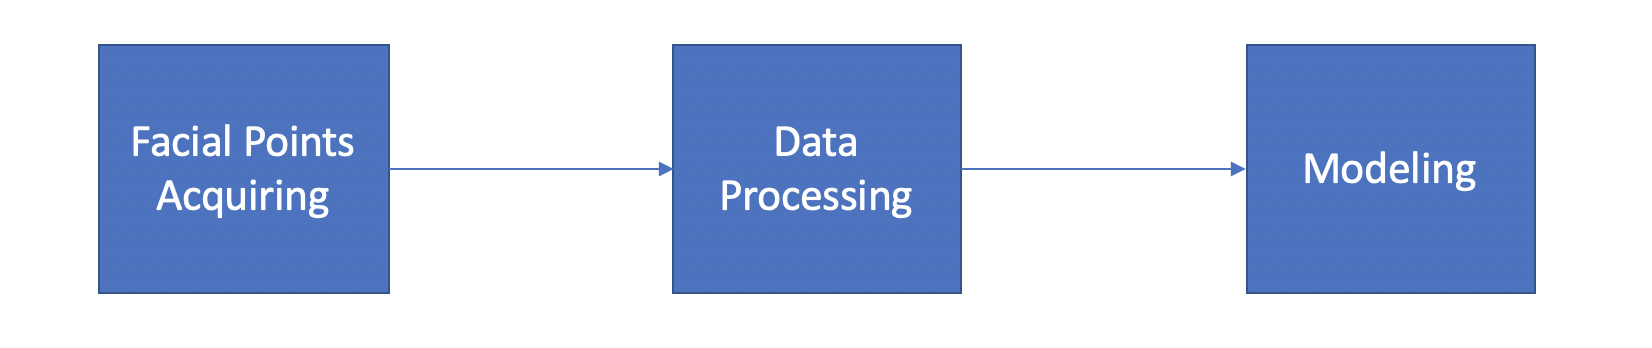 Facial Points
Acquiring
Data
Processing
Modeling